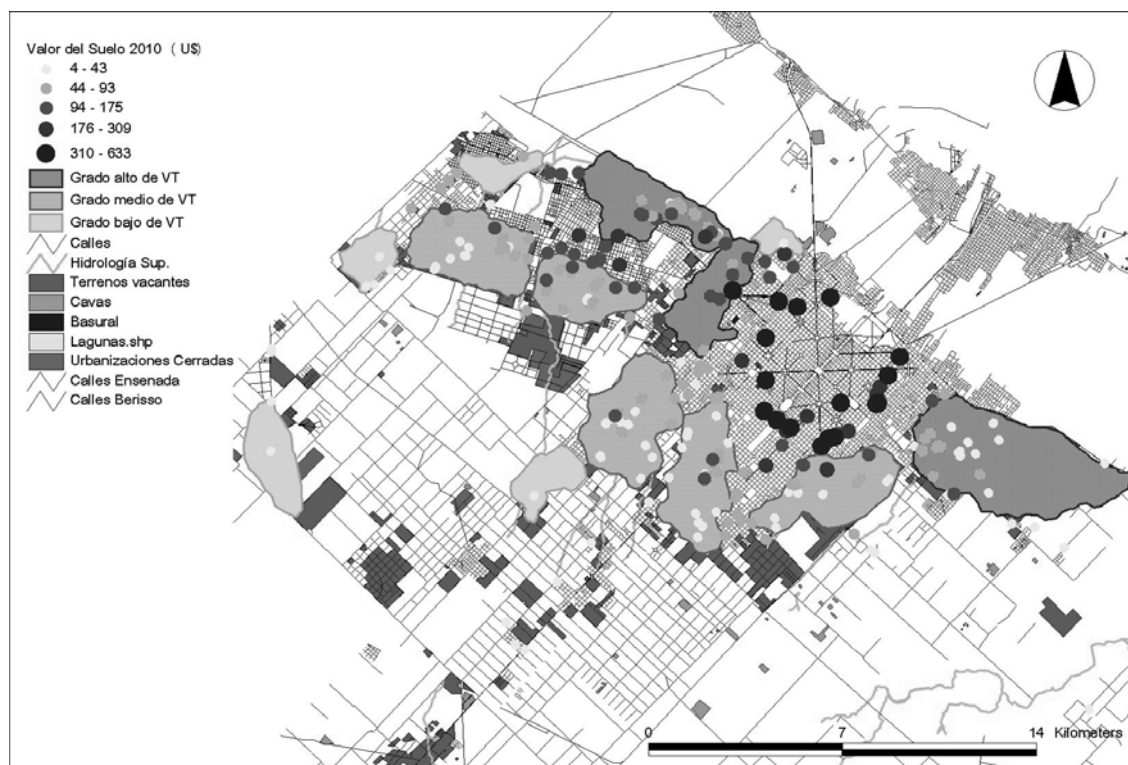 Valor del Suelo 2010 ( U$)
4 - 43
44 - 93
94 - 175
176 - 309
310 - 633
Grado alto de VT
Grado medio de VT
Grado bajo de VT
Calles
Hidrología Sup.
Terrenos vacantes
Cavas
Basural
Lagunas.shp
Urbanizaciones Cerradas
Calles Ensenada
Calles Berisso
0 7 14 Kilometers